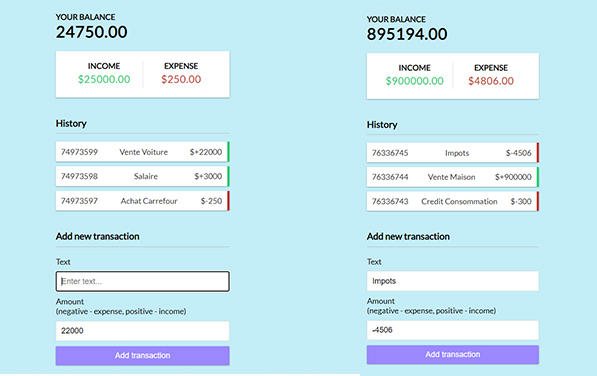 YOUR BALANCE
24750.00
INCOME EXPENSE
$25000.00 $250.00
History
74973599 Vente Voiture $+22000
74973598 Salaire $+3000
74973597 Achat Carrefour $-250
Add new transaction
Text
Enter text...
Amount
(negative - expense, positive - income)
22000
Add transaction
YOUR BALANCE
895194.00
INCOME EXPENSE
$900000.00 $4806.00
History
76336745 Impots $-4506
76336744 Vente Maison $+900000
76336743 Credit Consommation $-300
Add new transaction
Text
Impots
Amount
(negative - expense, positive - income)
-4506
Add transaction